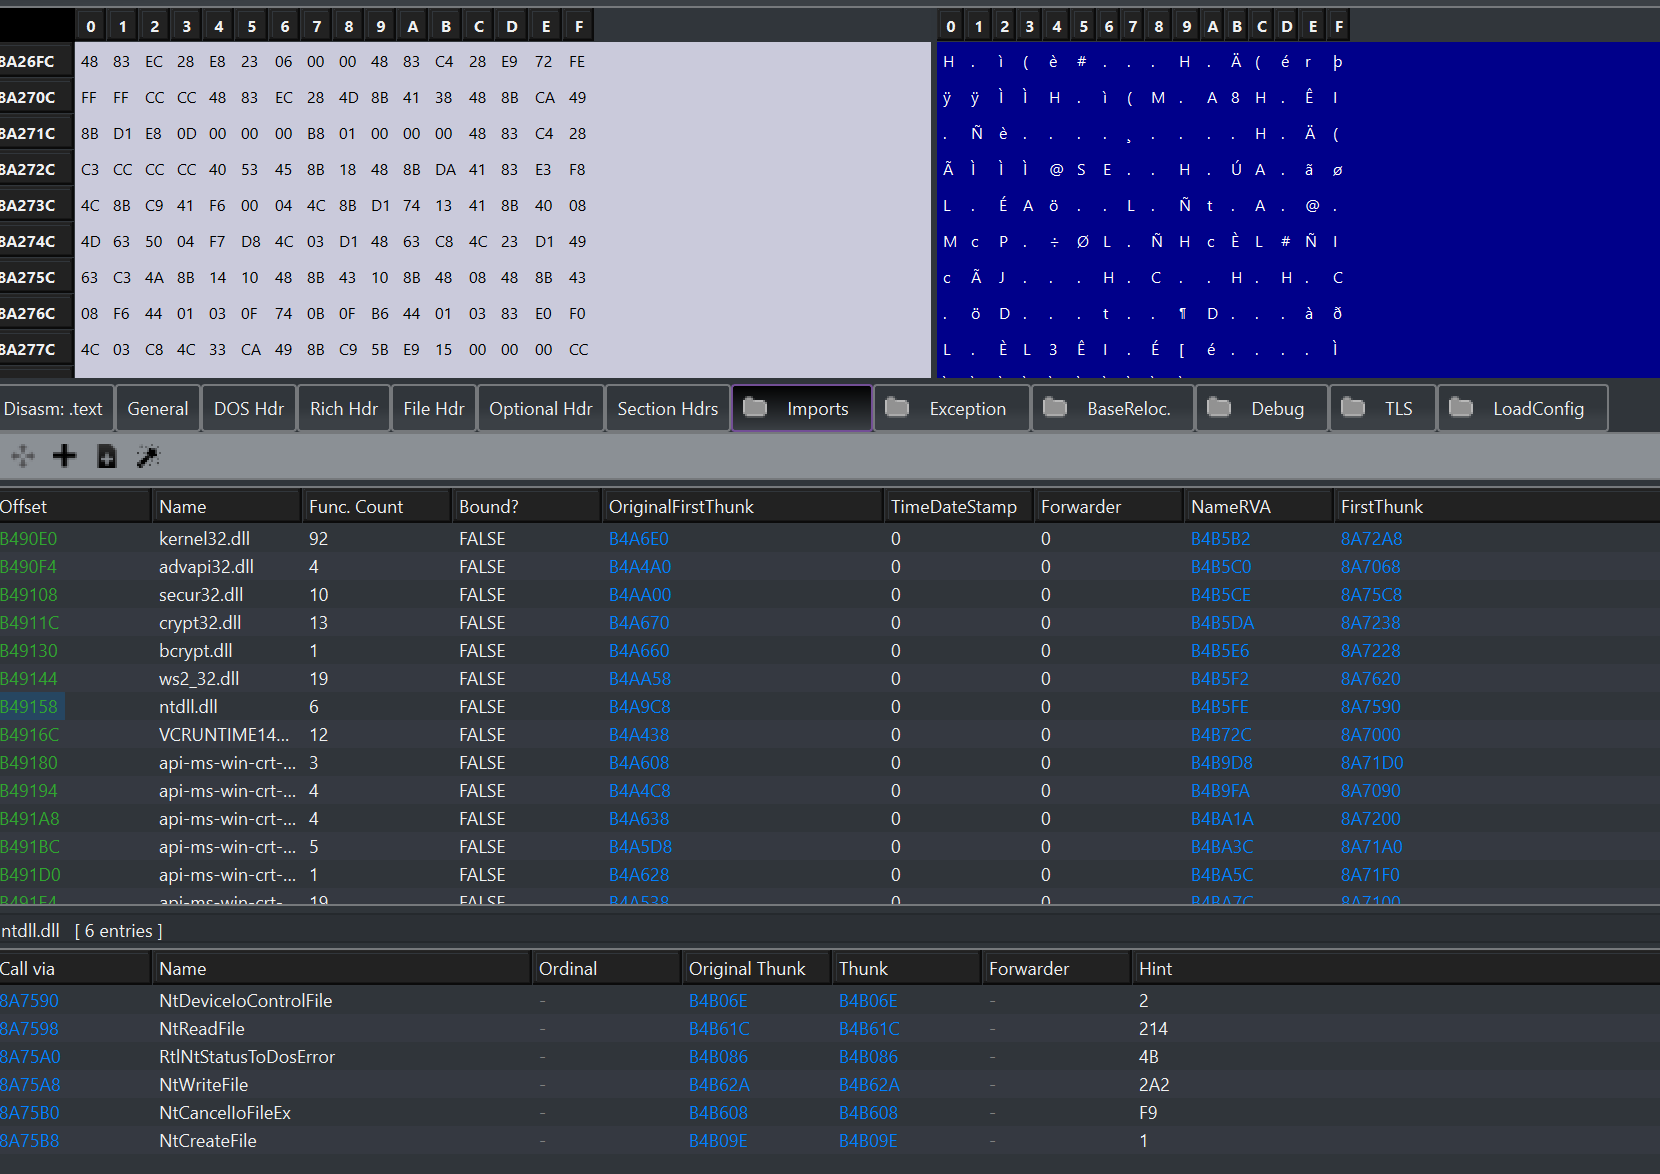 0 1 2 3 4 5 6 7 8 9 A B C D E F 0 1 2 3 4 5 6 7 8 9 A B C D E F
8A26FC 48 83 EC 28 E8 23 06 00 00 48 83 C4 28 E9 72 FE H . ì ( è # . . . H . Ä ( é r þ
8A270C FF FF CC CC 48 83 EC 28 4D 8B 41 38 48 8B CA 49 ÿ ÿ Ì Ì H . ì ( M . A 8 H . Ê I
8A271C 8B D1 E8 0D 00 00 00 B8 01 00 00 00 48 83 C4 28 . Ñ è . . . . ¸ . . . . H . Ä (
8A272C C3 CC CC CC 40 53 45 8B 18 48 8B DA 41 83 E3 F8 Ã Ì Ì Ì @ S E . . H . Ú A . ã ø
8A273C 4C 8B C9 41 F6 00 04 4C 8B D1 74 13 41 8B 40 08 L . É A ö . . L . Ñ t . A . @ .
8A274C 4D 63 50 04 F7 D8 4C 03 D1 48 63 C8 4C 23 D1 49 M c P . ÷ Ø L . Ñ H c È L # Ñ I
8A275C 63 C3 4A 8B 14 10 48 8B 43 10 8B 48 08 48 8B 43 c Ã J . . . H . C . . H . H . C
8A276C 08 F6 44 01 03 0F 74 0B 0F B6 44 01 03 83 E0 F0 . ö D . . . t . . ¶ D . . . à ð
8A277C 4C 03 C8 4C 33 CA 49 8B C9 5B E9 15 00 00 00 CC L . È L 3 Ê I . É [ é . . . . Ì
Disasm: .text General DOS Hdr Rich Hdr File Hdr Optional Hdr Section Hdrs Imports Exception BaseReloc. Debug TLS LoadConfig
Offset Name Func. Count Bound? OriginalFirstThunk TimeDateStamp Forwarder NameRVA FirstThunk
B490E0 kernel32.dll 92 FALSE B4A6E0 0 0 B4B5B2 8A72A8
B490F4 advapi32.dll 4 FALSE B4A4A0 0 0 B4B5C0 8A7068
B49108 secur32.dll 10 FALSE B4AA00 0 0 B4B5CE 8A75C8
B4911C crypt32.dll 13 FALSE B4A670 0 0 B4B5DA 8A7238
B49130 bcrypt.dll 1 FALSE B4A660 0 0 B4B5E6 8A7228
B49144 ws2_32.dll 19 FALSE B4AA58 0 0 B4B5F2 8A7620
B49158 ntdll.dll 6 FALSE B4A9C8 0 0 B4B5FE 8A7590
B4916C VCRUNTIME14... 12 FALSE B4A438 0 0 B4B72C 8A7000
B49180 api-ms-win-crt-... 3 FALSE B4A608 0 0 B4B9D8 8A71D0
B49194 api-ms-win-crt-... 4 FALSE B4A4C8 0 0 B4B9FA 8A7090
B491A8 api-ms-win-crt-... 4 FALSE B4A638 0 0 B4BA1A 8A7200
B491BC api-ms-win-crt-... 5 FALSE B4A5D8 0 0 B4BA3C 8A71A0
B491D0 api-ms-win-crt-... 1 FALSE B4A628 0 0 B4BA5C 8A71F0
B491E4 api-ms-win-crt-... 19 FALSE B4A538 0 0 B4BA7C 8A7100
ntdll.dll [ 6 entries ]
Call via Name Ordinal Original Thunk Thunk Forwarder Hint
8A7590 NtDeviceIoControlFile - B4B06E B4B06E - 2
8A7598 NtReadFile - B4B61C B4B61C - 214
8A75A0 RtlNtStatusToDosError - B4B086 B4B086 - 4B
8A75A8 NtWriteFile - B4B62A B4B62A - 2A2
8A75B0 NtCancelIoFileEx - B4B608 B4B608 - F9
8A75B8 NtCreateFile - B4B09E B4B09E - 1